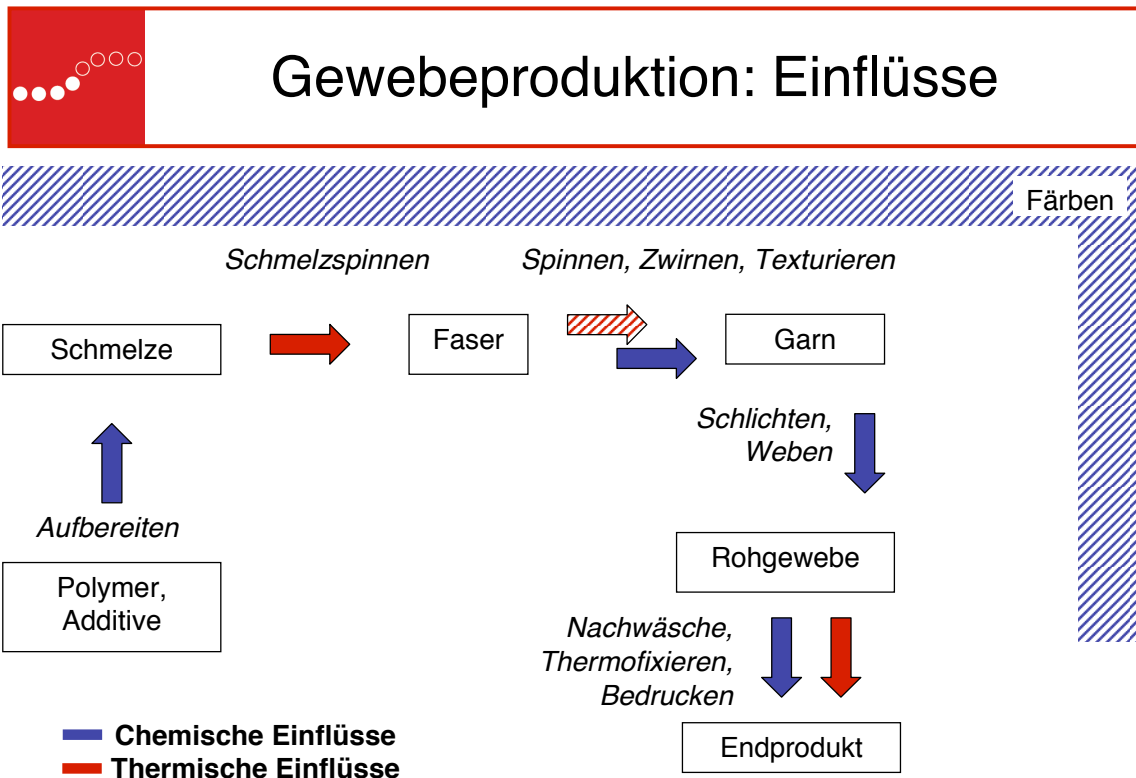 Gewebeproduktion: Einflüsse
Färben
Schmelzspinnen
Spinnen, Zwirnen, Texturieren
Schmelze
Faser
Garn
Schlichten,
Weben
Aufbereiten
Polymer,
Additive
Rohgewebe
Nachwäsche,
Thermofixieren,
Bedrucken
Endprodukt
Chemische Einflüsse
Thermische Einflüsse